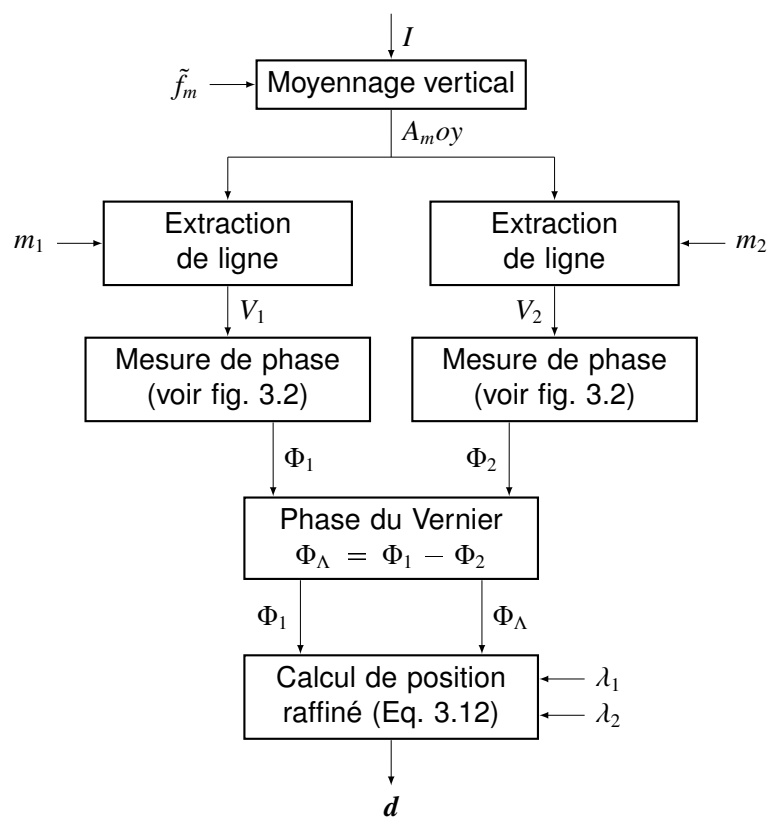 I
f̃ₘ
Moyennage vertical
Aₘoy
Extraction
de ligne
Extraction
de ligne
m₁
m₂
V₁
V₂
Mesure de phase
(voir fig. 3.2)
Mesure de phase
(voir fig. 3.2)
Φ₁
Φ₂
Phase du Vernier
Φ_Λ = Φ₁ − Φ₂
Φ₁
Φ_Λ
Calcul de position
raffiné (Eq. 3.12)
λ₁
λ₂
d